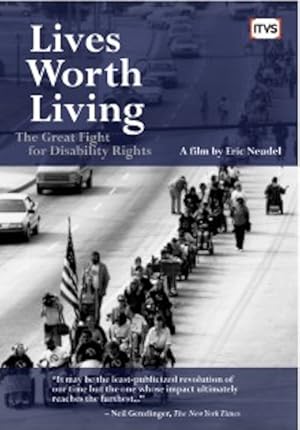 ITVS
Lives
Worth
Living
The Great Fight
for Disability Rights
A film by Eric Neudel
"It may be the least-publicized revolution of
our time but the one whose impact ultimately
reaches the furthest..."
– Neil Genzlinger, The New York Times